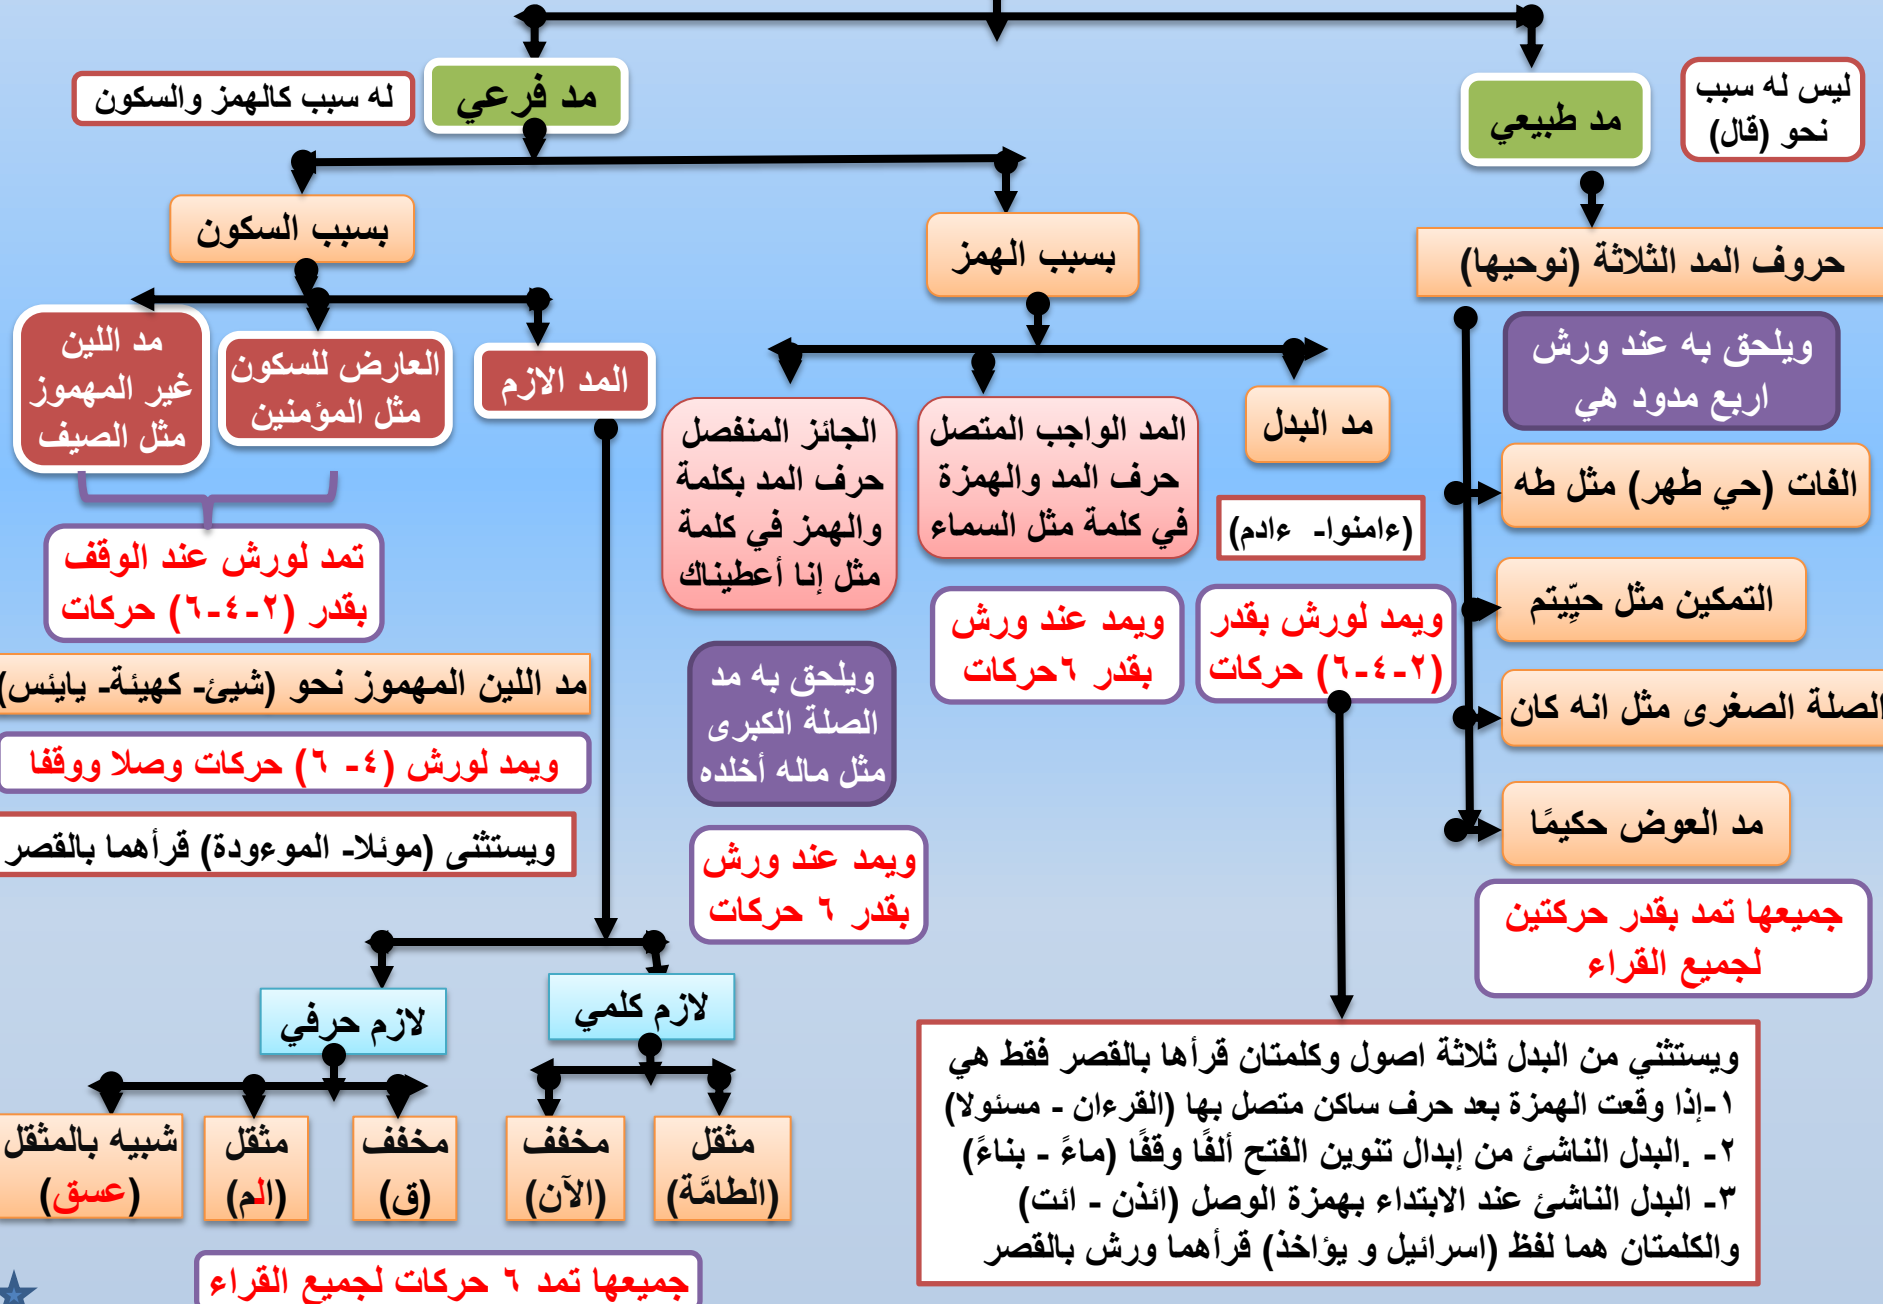 ليس له سبب
نحو (قال)
مد طبيعي
مد فرعي
له سبب كالهمز والسكون
حروف المد الثلاثة (نوحيها)
ويلحق به عند ورش
اربع مدود هي
الفات (حي طهر) مثل طه
التمكين مثل حيِّيتم
الصلة الصغرى مثل انه كان
مد العوض حكيمًا
جميعها تمد بقدر حركتين
لجميع القراء
بسبب الهمز
مد البدل
(ءامنوا- ءادم)
ويمد لورش بقدر
(٢-٤-٦) حركات
المد الواجب المتصل
حرف المد والهمزة
في كلمة مثل السماء
ويمد عند ورش
بقدر ٦حركات
الجائز المنفصل
حرف المد بكلمة
والهمز في كلمة
مثل إنا أعطيناك
ويلحق به مد
الصلة الكبرى
مثل ماله أخلده
ويمد عند ورش
بقدر ٦ حركات
ويستثني من البدل ثلاثة اصول وكلمتان قرأها بالقصر فقط هي
١-إذا وقعت الهمزة بعد حرف ساكن متصل بها (القرءان - مسئولا)
٢- .البدل الناشئ من إبدال تنوين الفتح ألفًا وقفًا (ماءً - بناءً)
٣- البدل الناشئ عند الابتداء بهمزة الوصل (ائذن - ائت)
والكلمتان هما لفظ (اسرائيل و يؤاخذ) قرأهما ورش بالقصر
بسبب السكون
المد الازم
العارض للسكون
مثل المؤمنين
مد اللين
غير المهموز
مثل الصيف
تمد لورش عند الوقف
بقدر (٢-٤-٦) حركات
مد اللين المهموز نحو (شيئ- كهيئة- يايئس)
ويمد لورش (٤- ٦) حركات وصلا ووقفا
ويستثنى (موئلا- الموءودة) قرأهما بالقصر
لازم كلمي
لازم حرفي
مثقل
(الطامَّة)
مخفف
(الآن)
مخفف
(ق)
مثقل
(الم)
شبيه بالمثقل
(عسق)
جميعها تمد ٦ حركات لجميع القراء